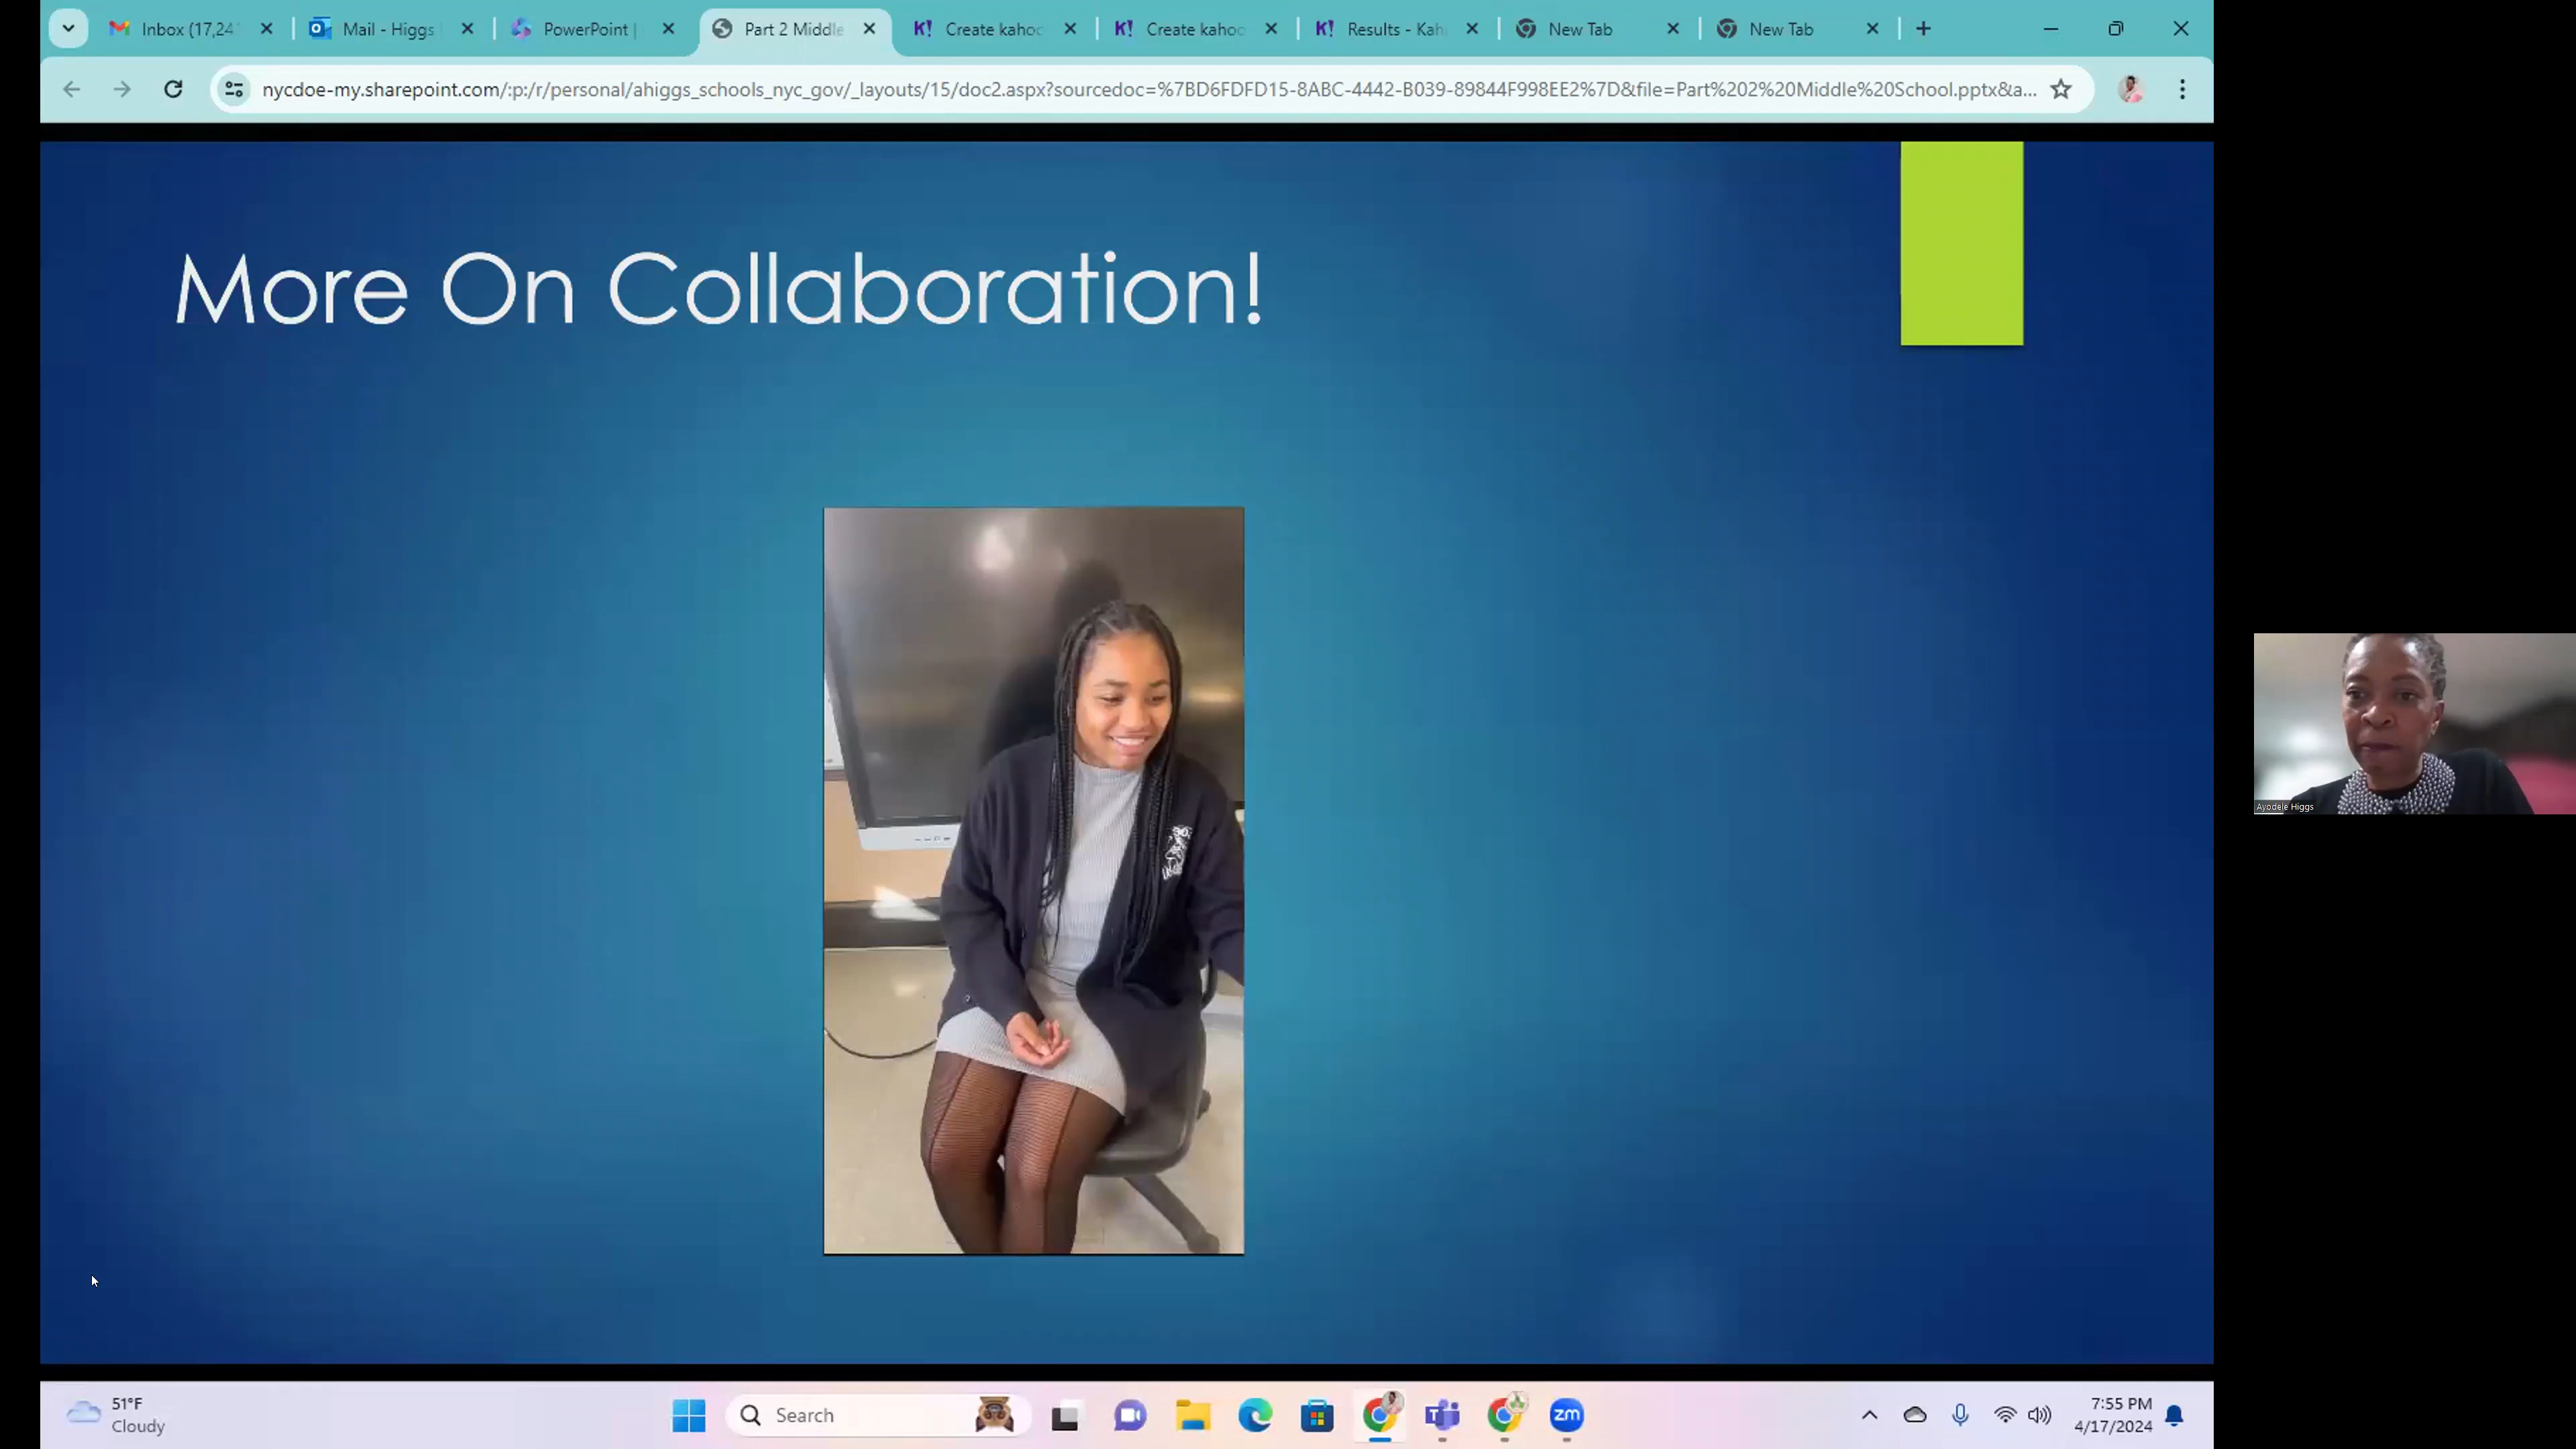 Inbox (17,24
Mail - Higgs
PowerPoint |
Part 2 Middle
Create kahoo
Create kahoo
Results - Kah
New Tab
New Tab
nycdoe-my.sharepoint.com/:p:/r/personal/ahiggs_schools_nyc_gov/_layouts/15/doc2.aspx?sourcedoc=%7BD6FDFD15-8ABC-4442-B039-89844F998EE2%7D&file=Part%202%20Middle%20School.pptx&a...
More On Collaboration!
Ayodele Higgs
51°F
Cloudy
Search
zm
7:55 PM
4/17/2024